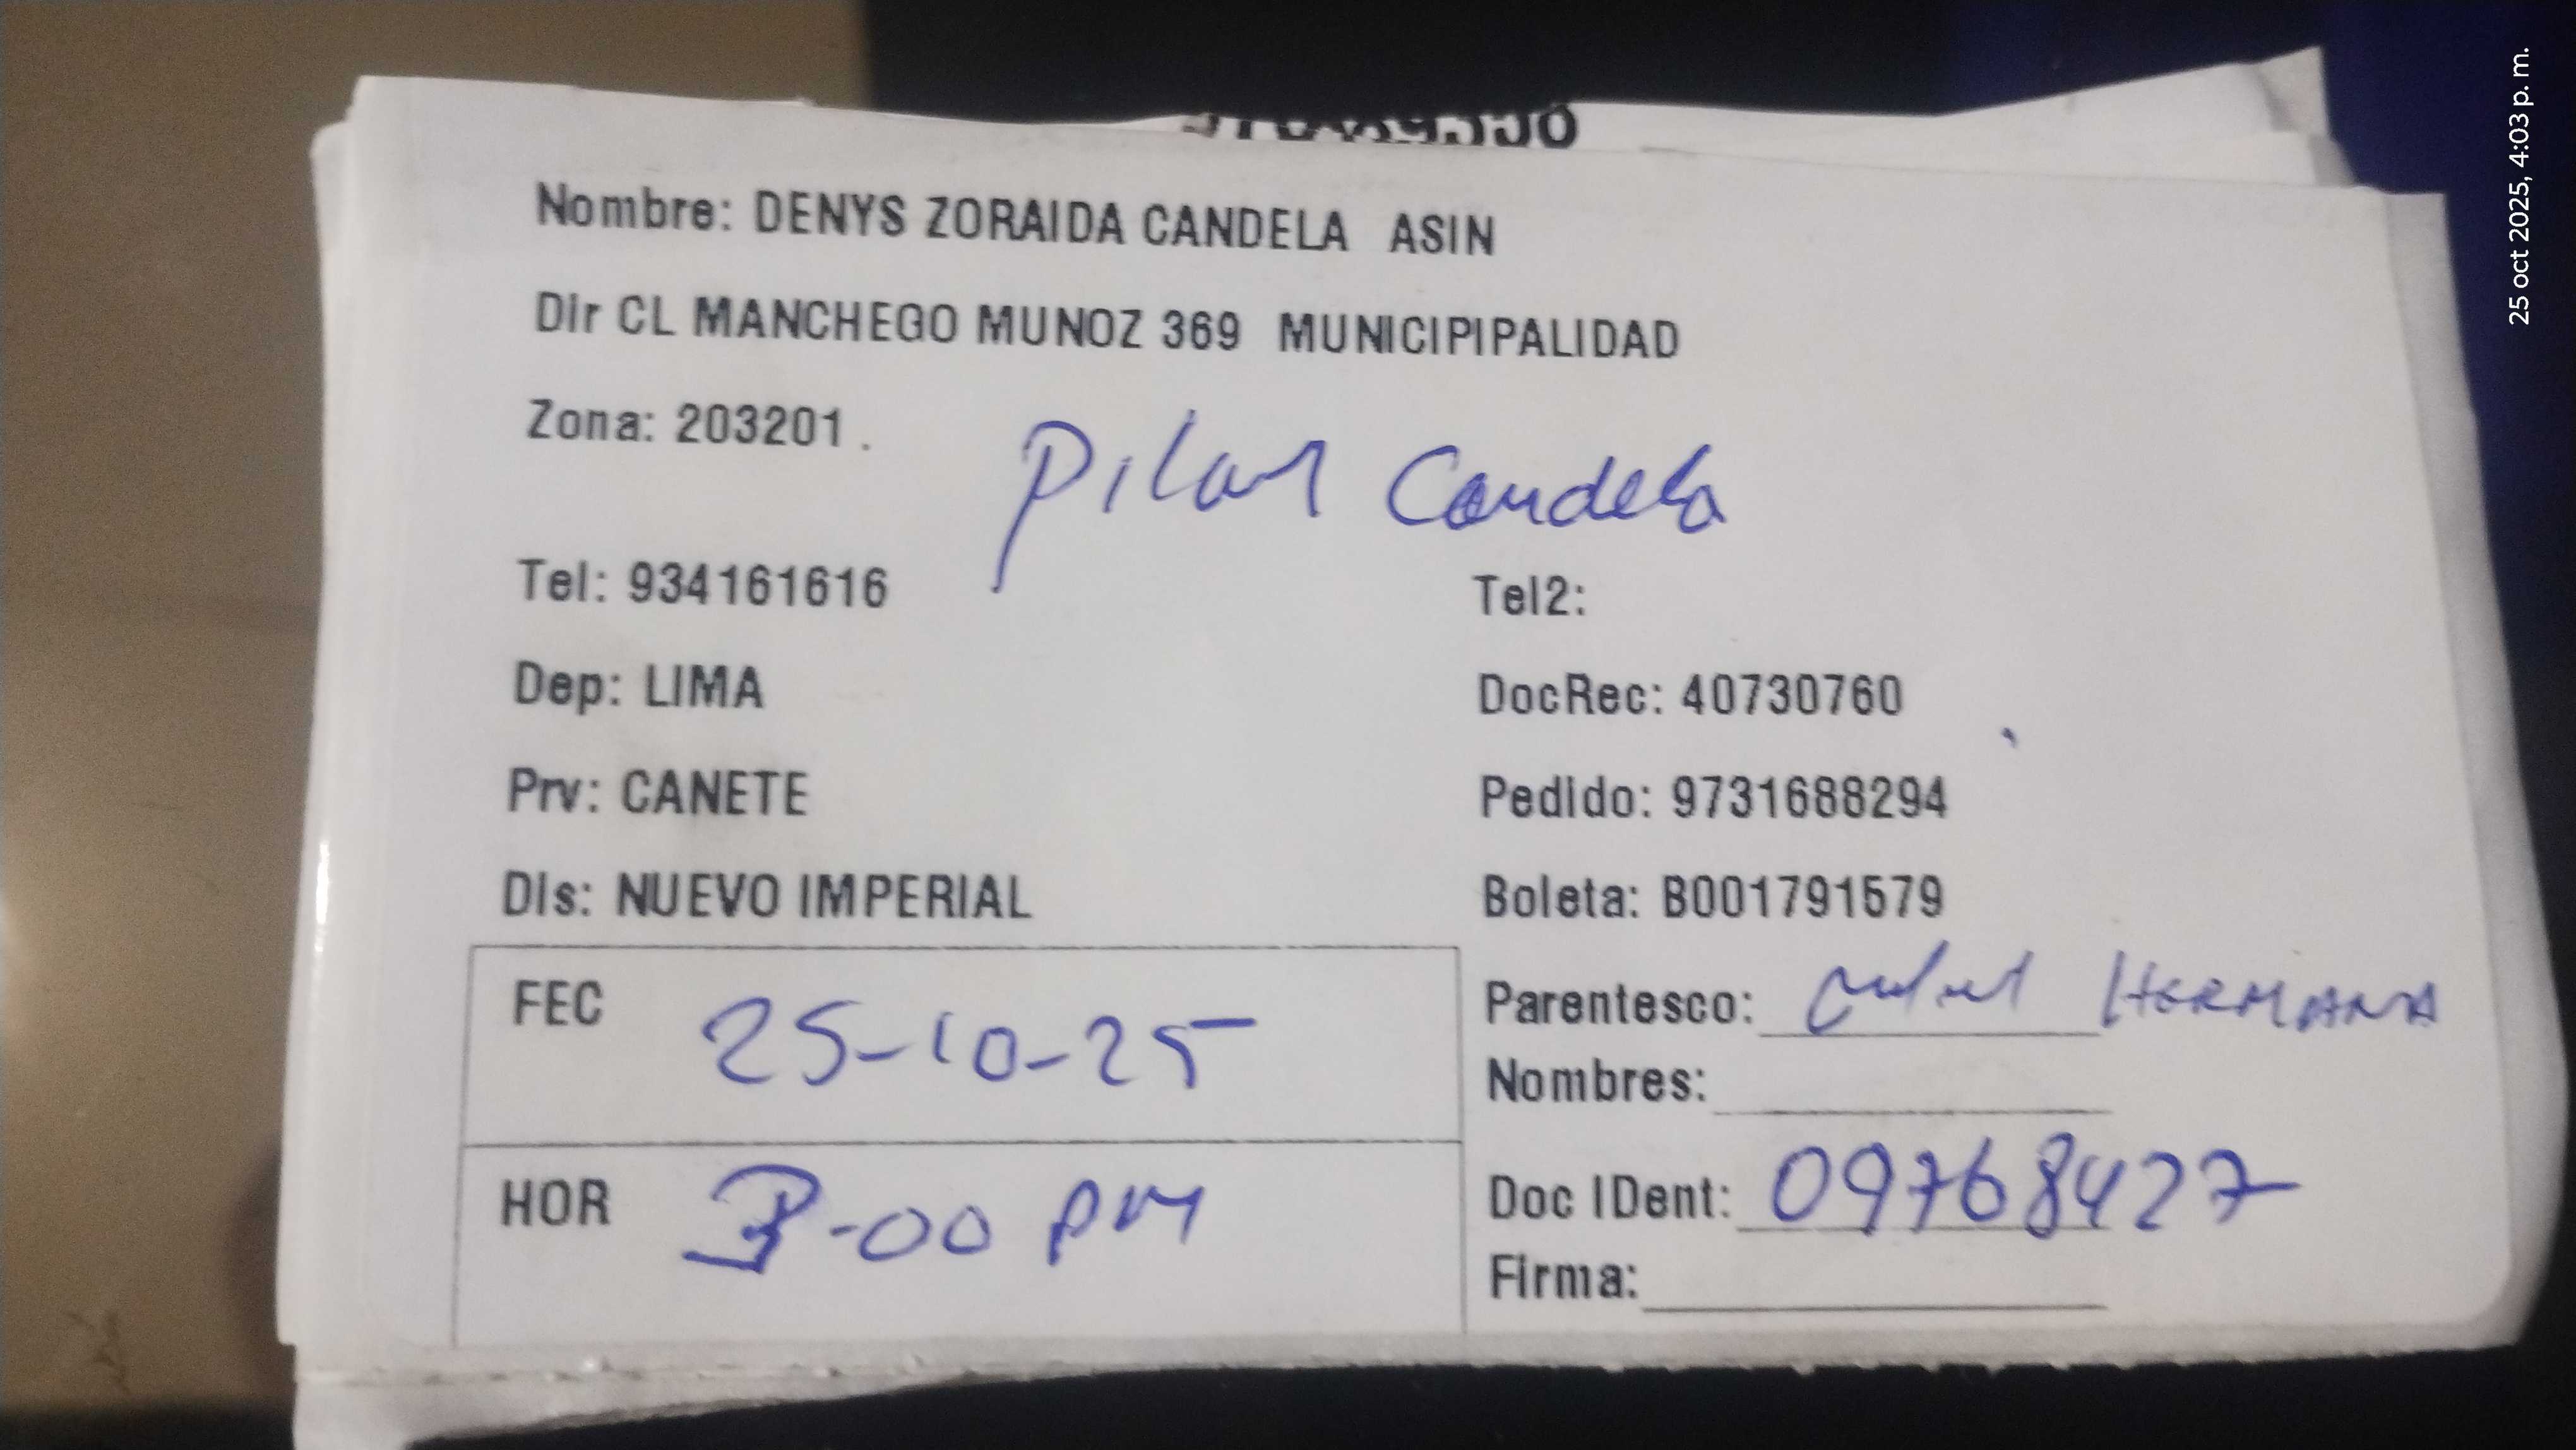 Nombre: DENYS ZORAIDA CANDELA ASIN
Dir CL MANCHEGO MUNOZ 369 MUNICIPIPALIDAD
Zona: 203201 .
Pilar Candela
Tel: 934161616
Tel2:
Dep: LIMA
DocRec: 40730760
Prv: CANETE
Pedido: 9731688294
Dis: NUEVO IMPERIAL
Boleta: B001791579
FEC 25-10-25
Parentesco: HERMANA
Nombres:
HOR 3-00 PM
Doc IDent: 09768427
Firma:
25 oct 2025, 4:03 p. m.